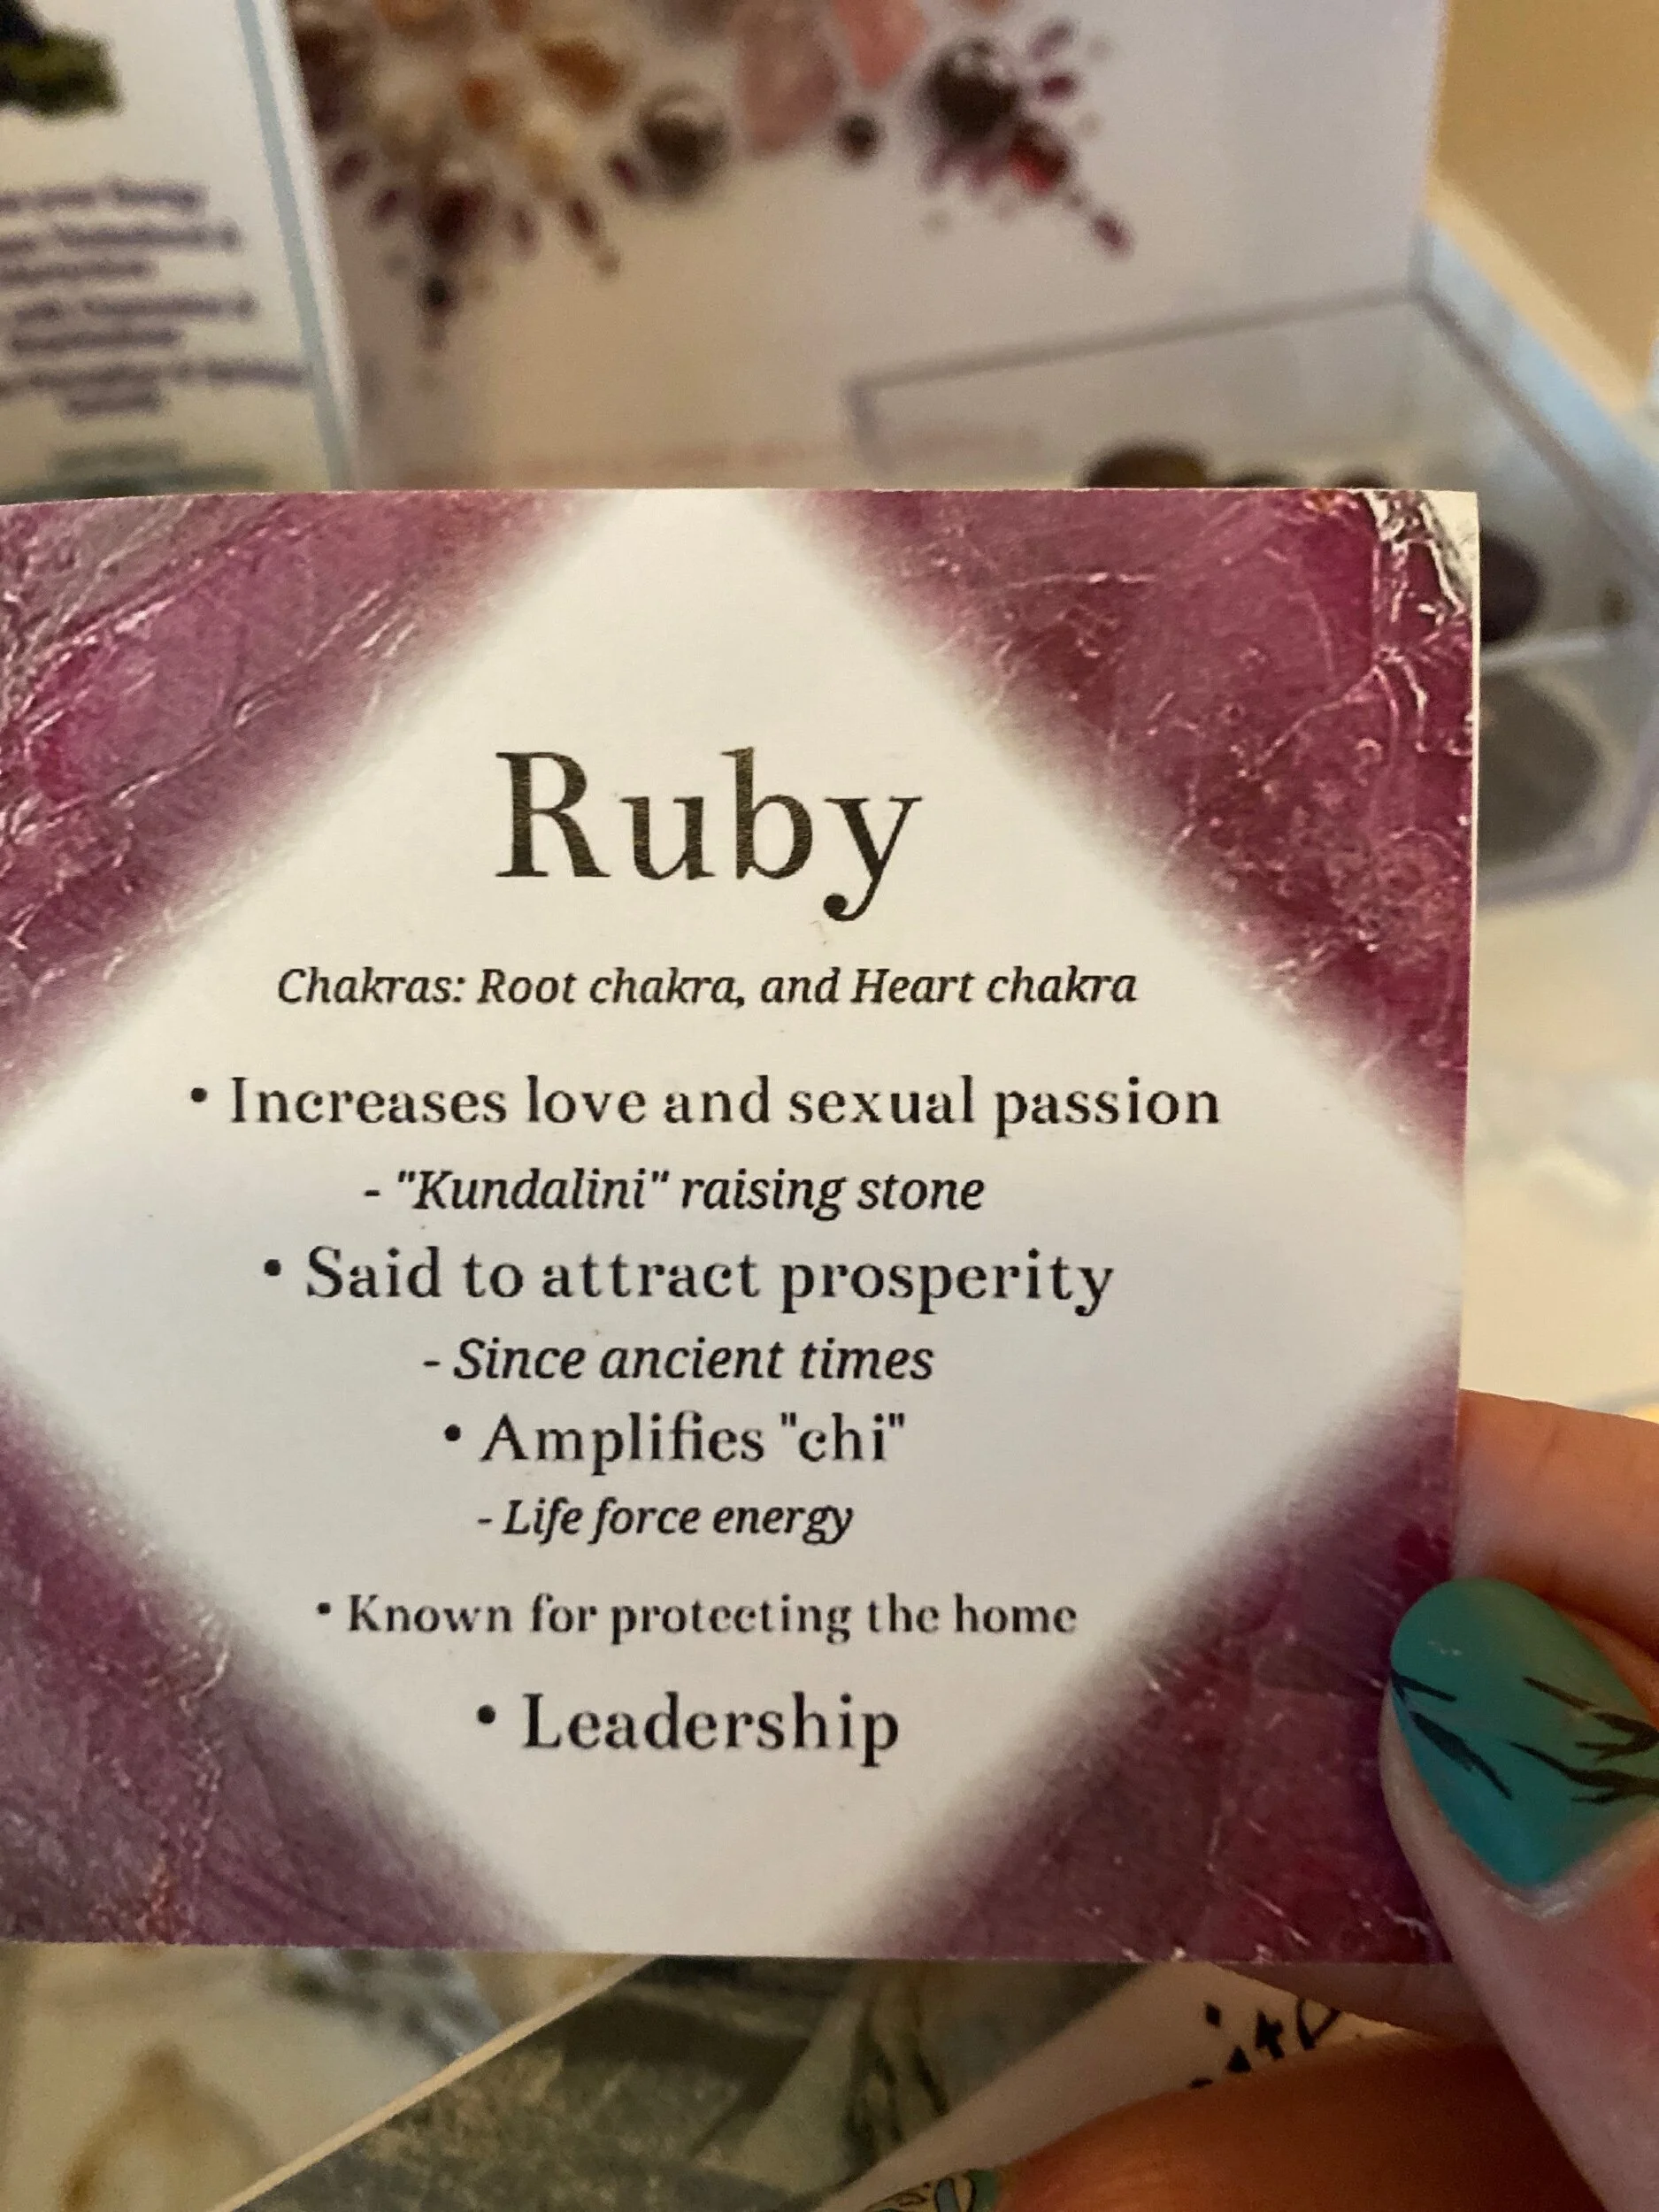 Ruby
Chakras: Root chakra, and Heart chakra
• Increases love and sexual passion
- "Kundalini" raising stone
• Said to attract prosperity
- Since ancient times
• Amplifies "chi"
- Life force energy
• Known for protecting the home
• Leadership